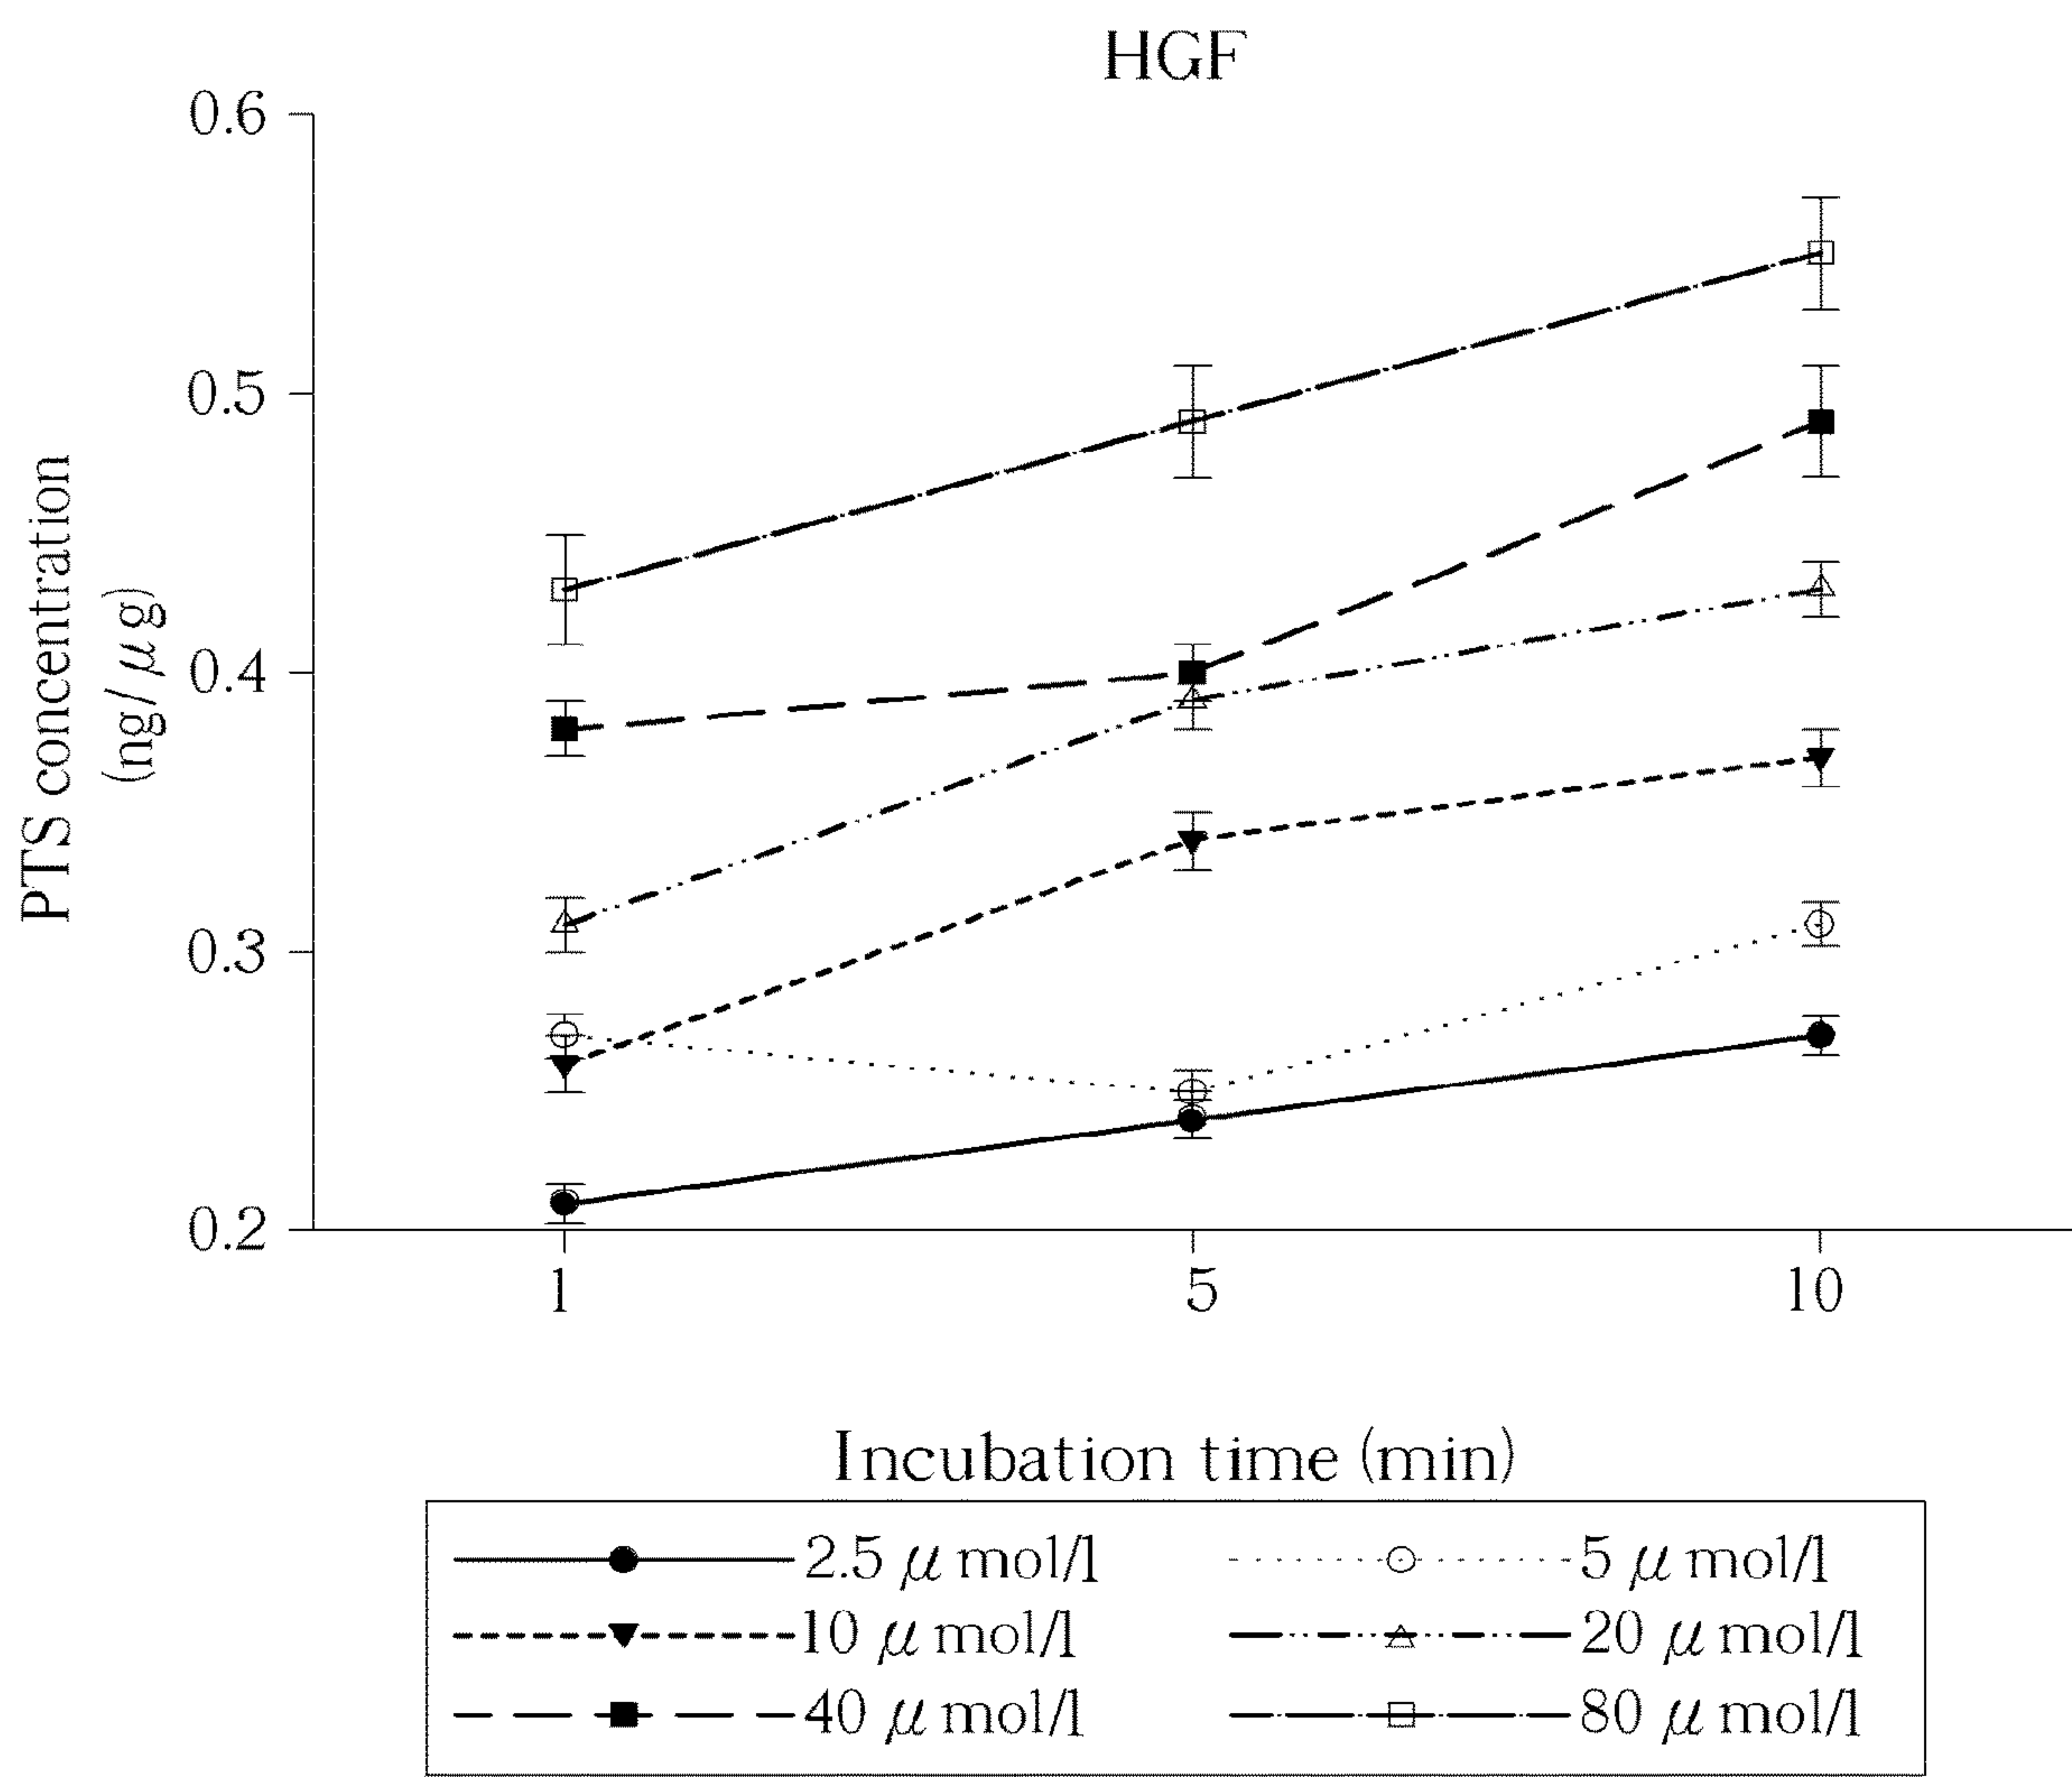 HGF
0.6
0.5
0.4
0.3
0.2
PTS concentration
(ng/μg)
1 5 10
Incubation time (min)
2.5 μmol/l 5 μmol/l
10 μmol/l 20 μmol/l
40 μmol/l 80 μmol/l